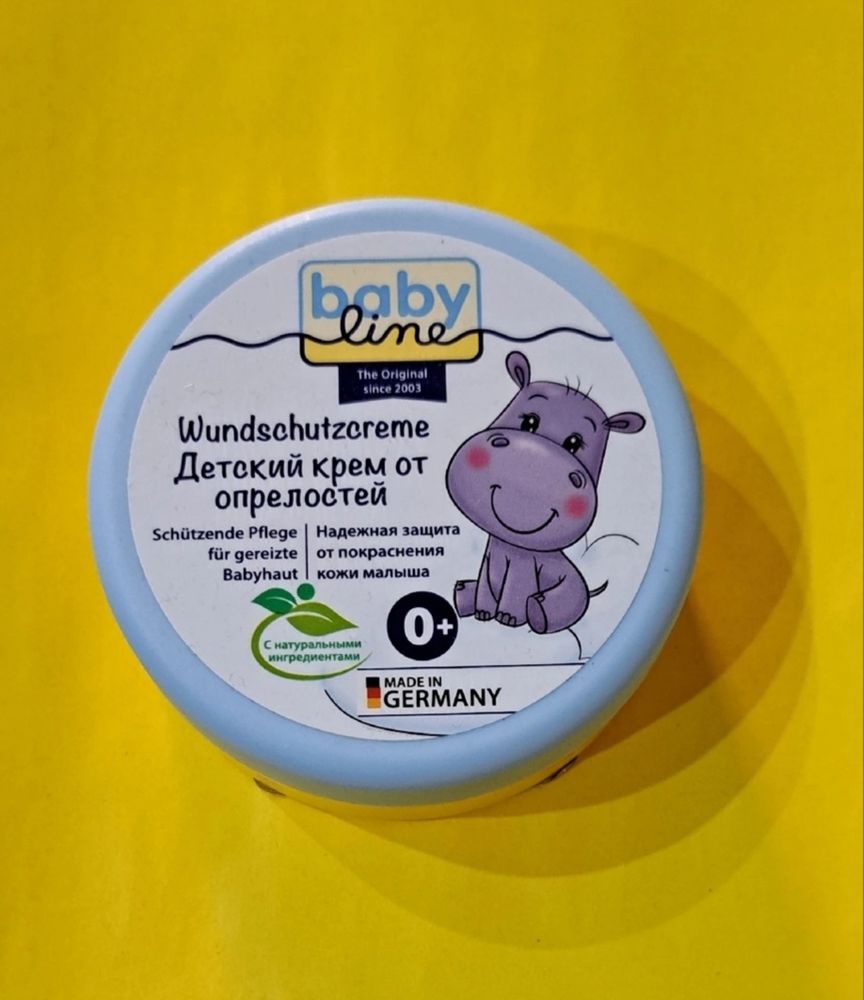 baby
line
The Original
since 2003
Wundschutzcreme
Детский крем от
опрелостей
Schützende Pflege
für gereizte
Babyhaut
Надежная защита
от покраснения
кожи малыша
С натуральными
ингредиентами
0+
MADE IN
GERMANY